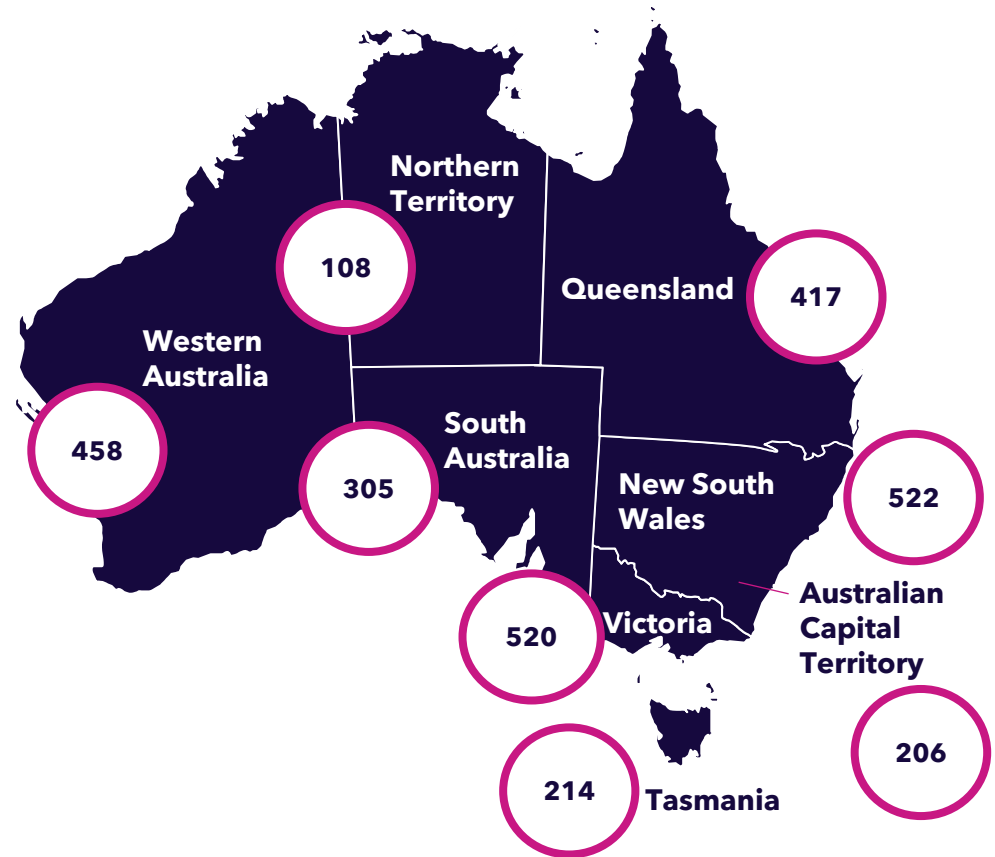 Northern
Territory
108
Queensland
417
Western
Australia
458
South
Australia
305
New South
Wales
522
Australian
Capital
Territory
206
Victoria
520
Tasmania
214